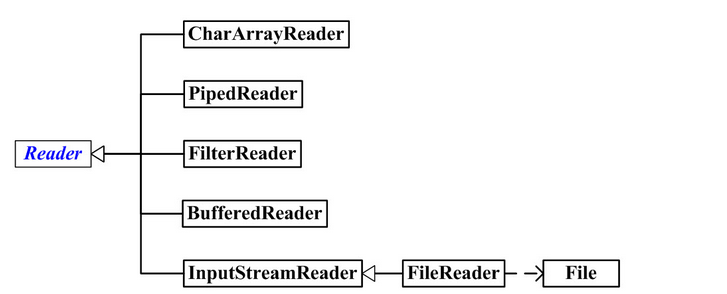 CharArrayReader
PipedReader
Reader
FilterReader
BufferedReader
InputStreamReader
FileReader
File